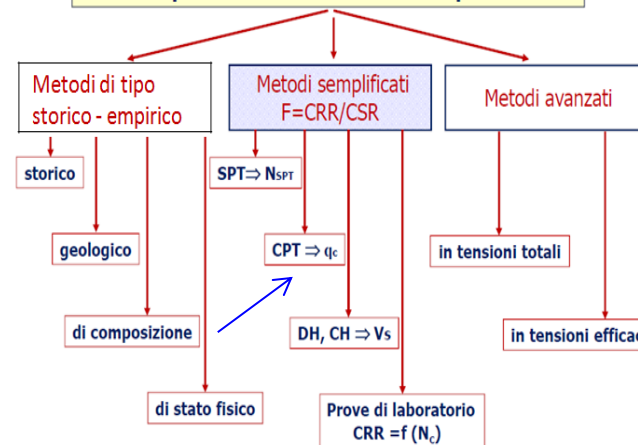 Metodi di tipo
storico - empirico
Metodi semplificati
F=CRR/CSR
Metodi avanzati
storico
SPT⇒ NSPT
geologico
CPT ⇒ qc
in tensioni totali
di composizione
DH, CH ⇒ Vs
in tensioni effica
di stato fisico
Prove di laboratorio
CRR =f (Nc)